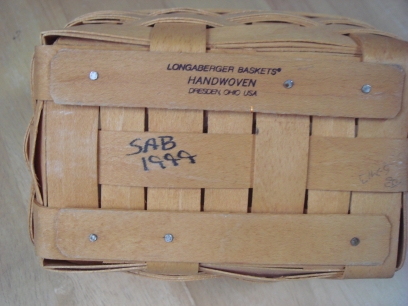 LONGABERGER BASKETS®
HANDWOVEN
DRESDEN, OHIO USA
SAB
1999